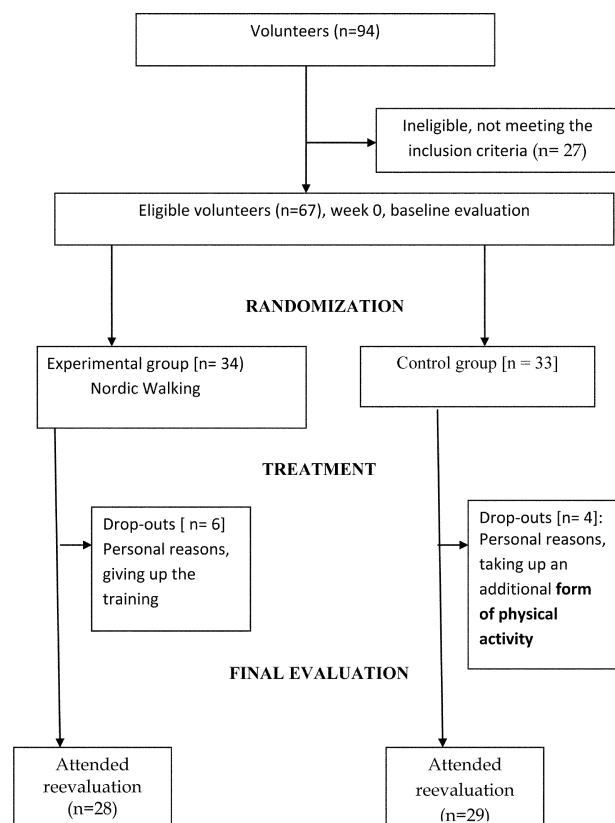 Volunteers (n=94)
Ineligible, not meeting the
inclusion criteria (n= 27)
Eligible volunteers (n=67), week 0, baseline evaluation
RANDOMIZATION
Experimental group [n= 34)
Nordic Walking
Control group [n = 33]
TREATMENT
Drop-outs [ n= 6]
Personal reasons,
giving up the
training
Drop-outs [n= 4]:
Personal reasons,
taking up an
additional form
of physical
activity
FINAL EVALUATION
Attended
reevaluation
(n=28)
Attended
reevaluation
(n=29)